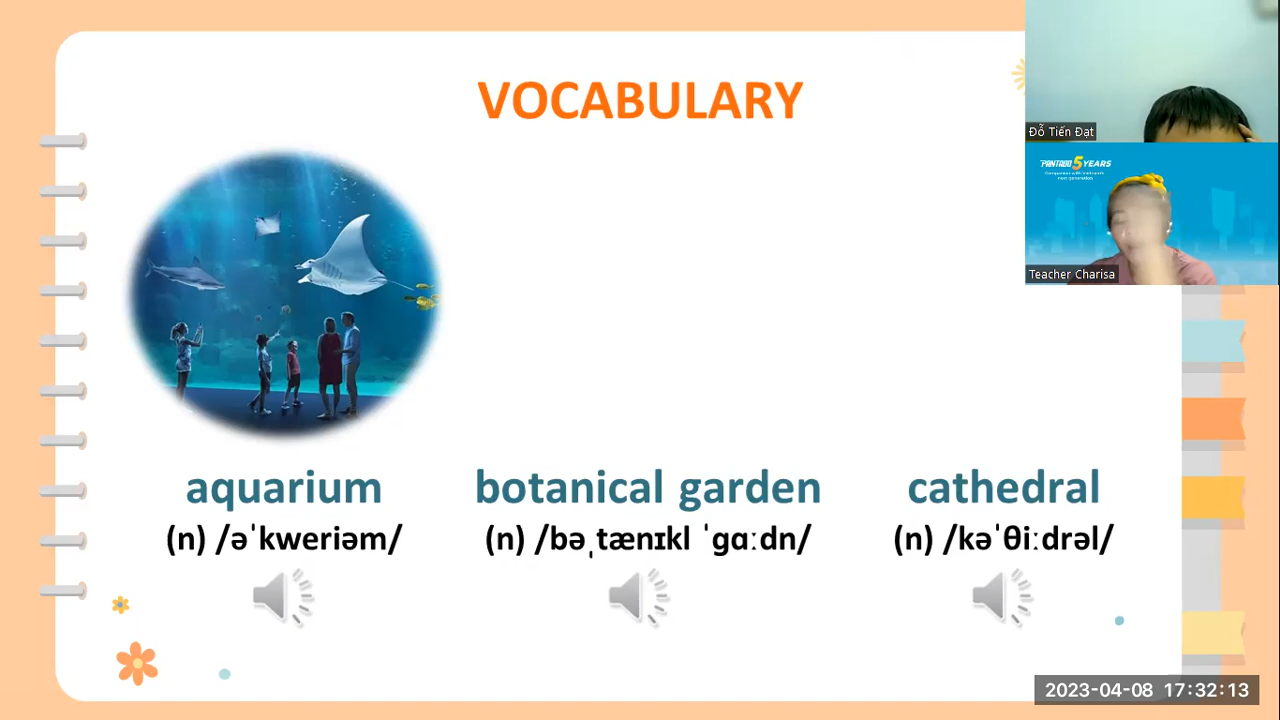 VOCABULARY
Đỗ Tiến Đạt
5 YEARS
Teacher Charisa
aquarium
(n) /əˈkweriəm/
botanical garden
(n) /bəˌtænɪkl ˈɡɑːdn/
cathedral
(n) /kəˈθiːdrəl/
2023-04-08 17:32:13